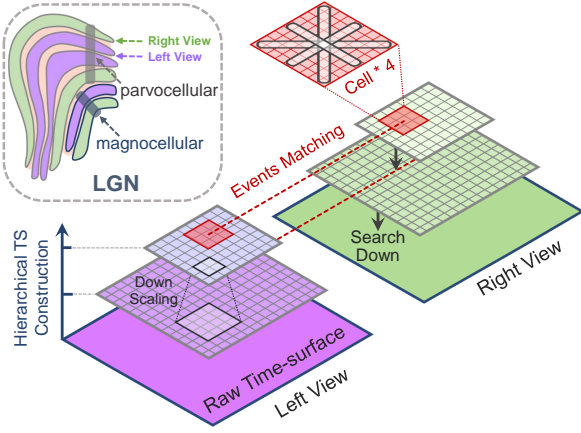 Right View
Left View
parvocellular
magnocellular
LGN
Cell * 4
Events Matching
Search
Down
Right View
Hierarchical TS
Construction
Down
Scaling
Raw Time-surface
Left View